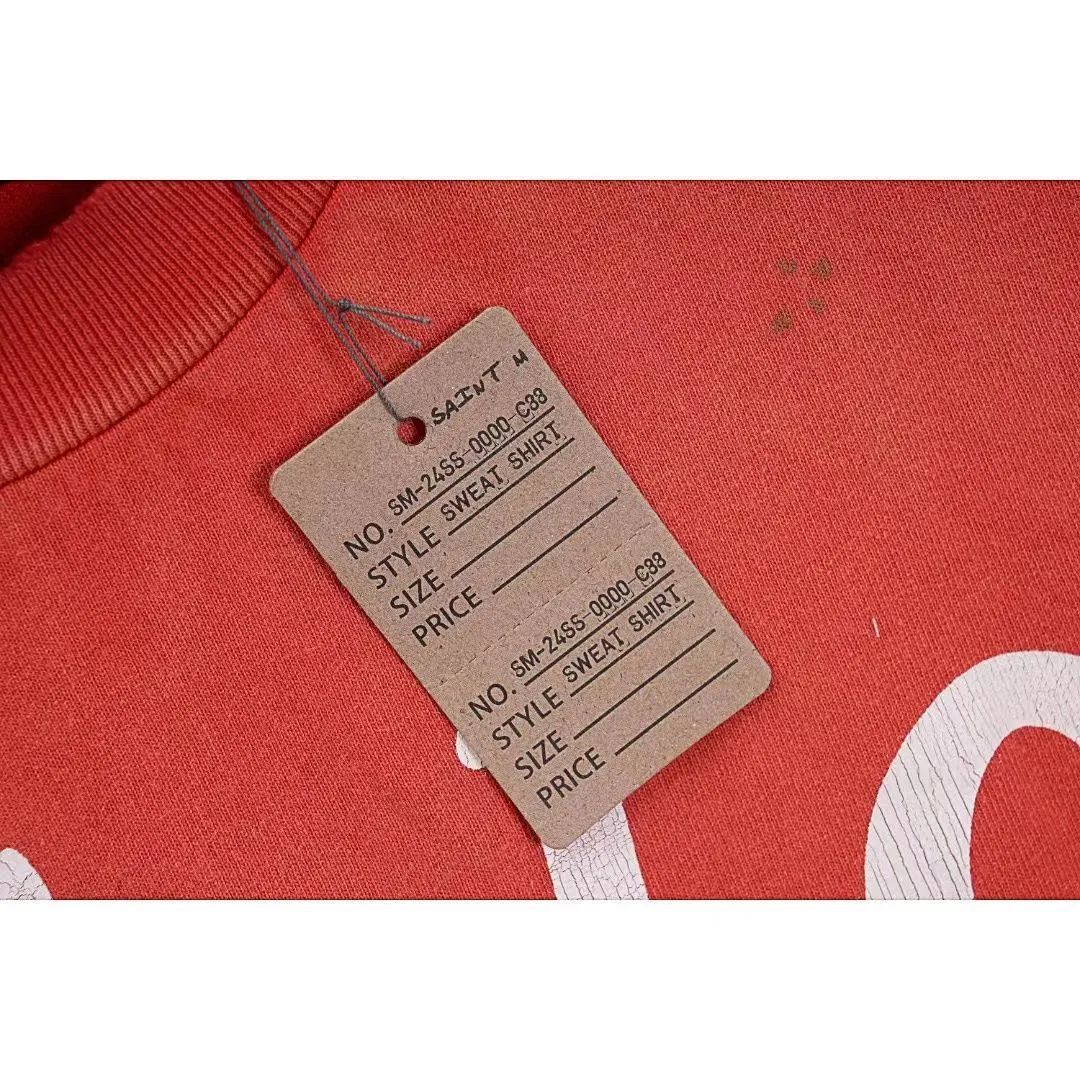 SAINT M
NO. SM-24SS-0000-C38
STYLE SWEAT SHIRT
SIZE
PRICE
NO. SM-24SS-0000-C38
STYLE SWEAT SHIRT
SIZE
PRICE